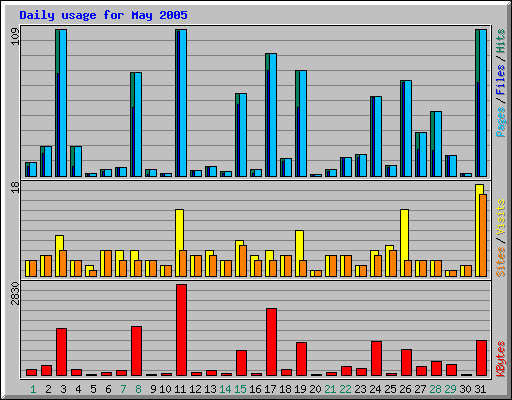 Daily usage for May 2005
109
Pages / Files / Hits
18
Sites / Visits
2830
KBytes
1 2 3 4 5 6 7 8 9 10 11 12 13 14 15 16 17 18 19 20 21 22 23 24 25 26 27 28 29 30 31